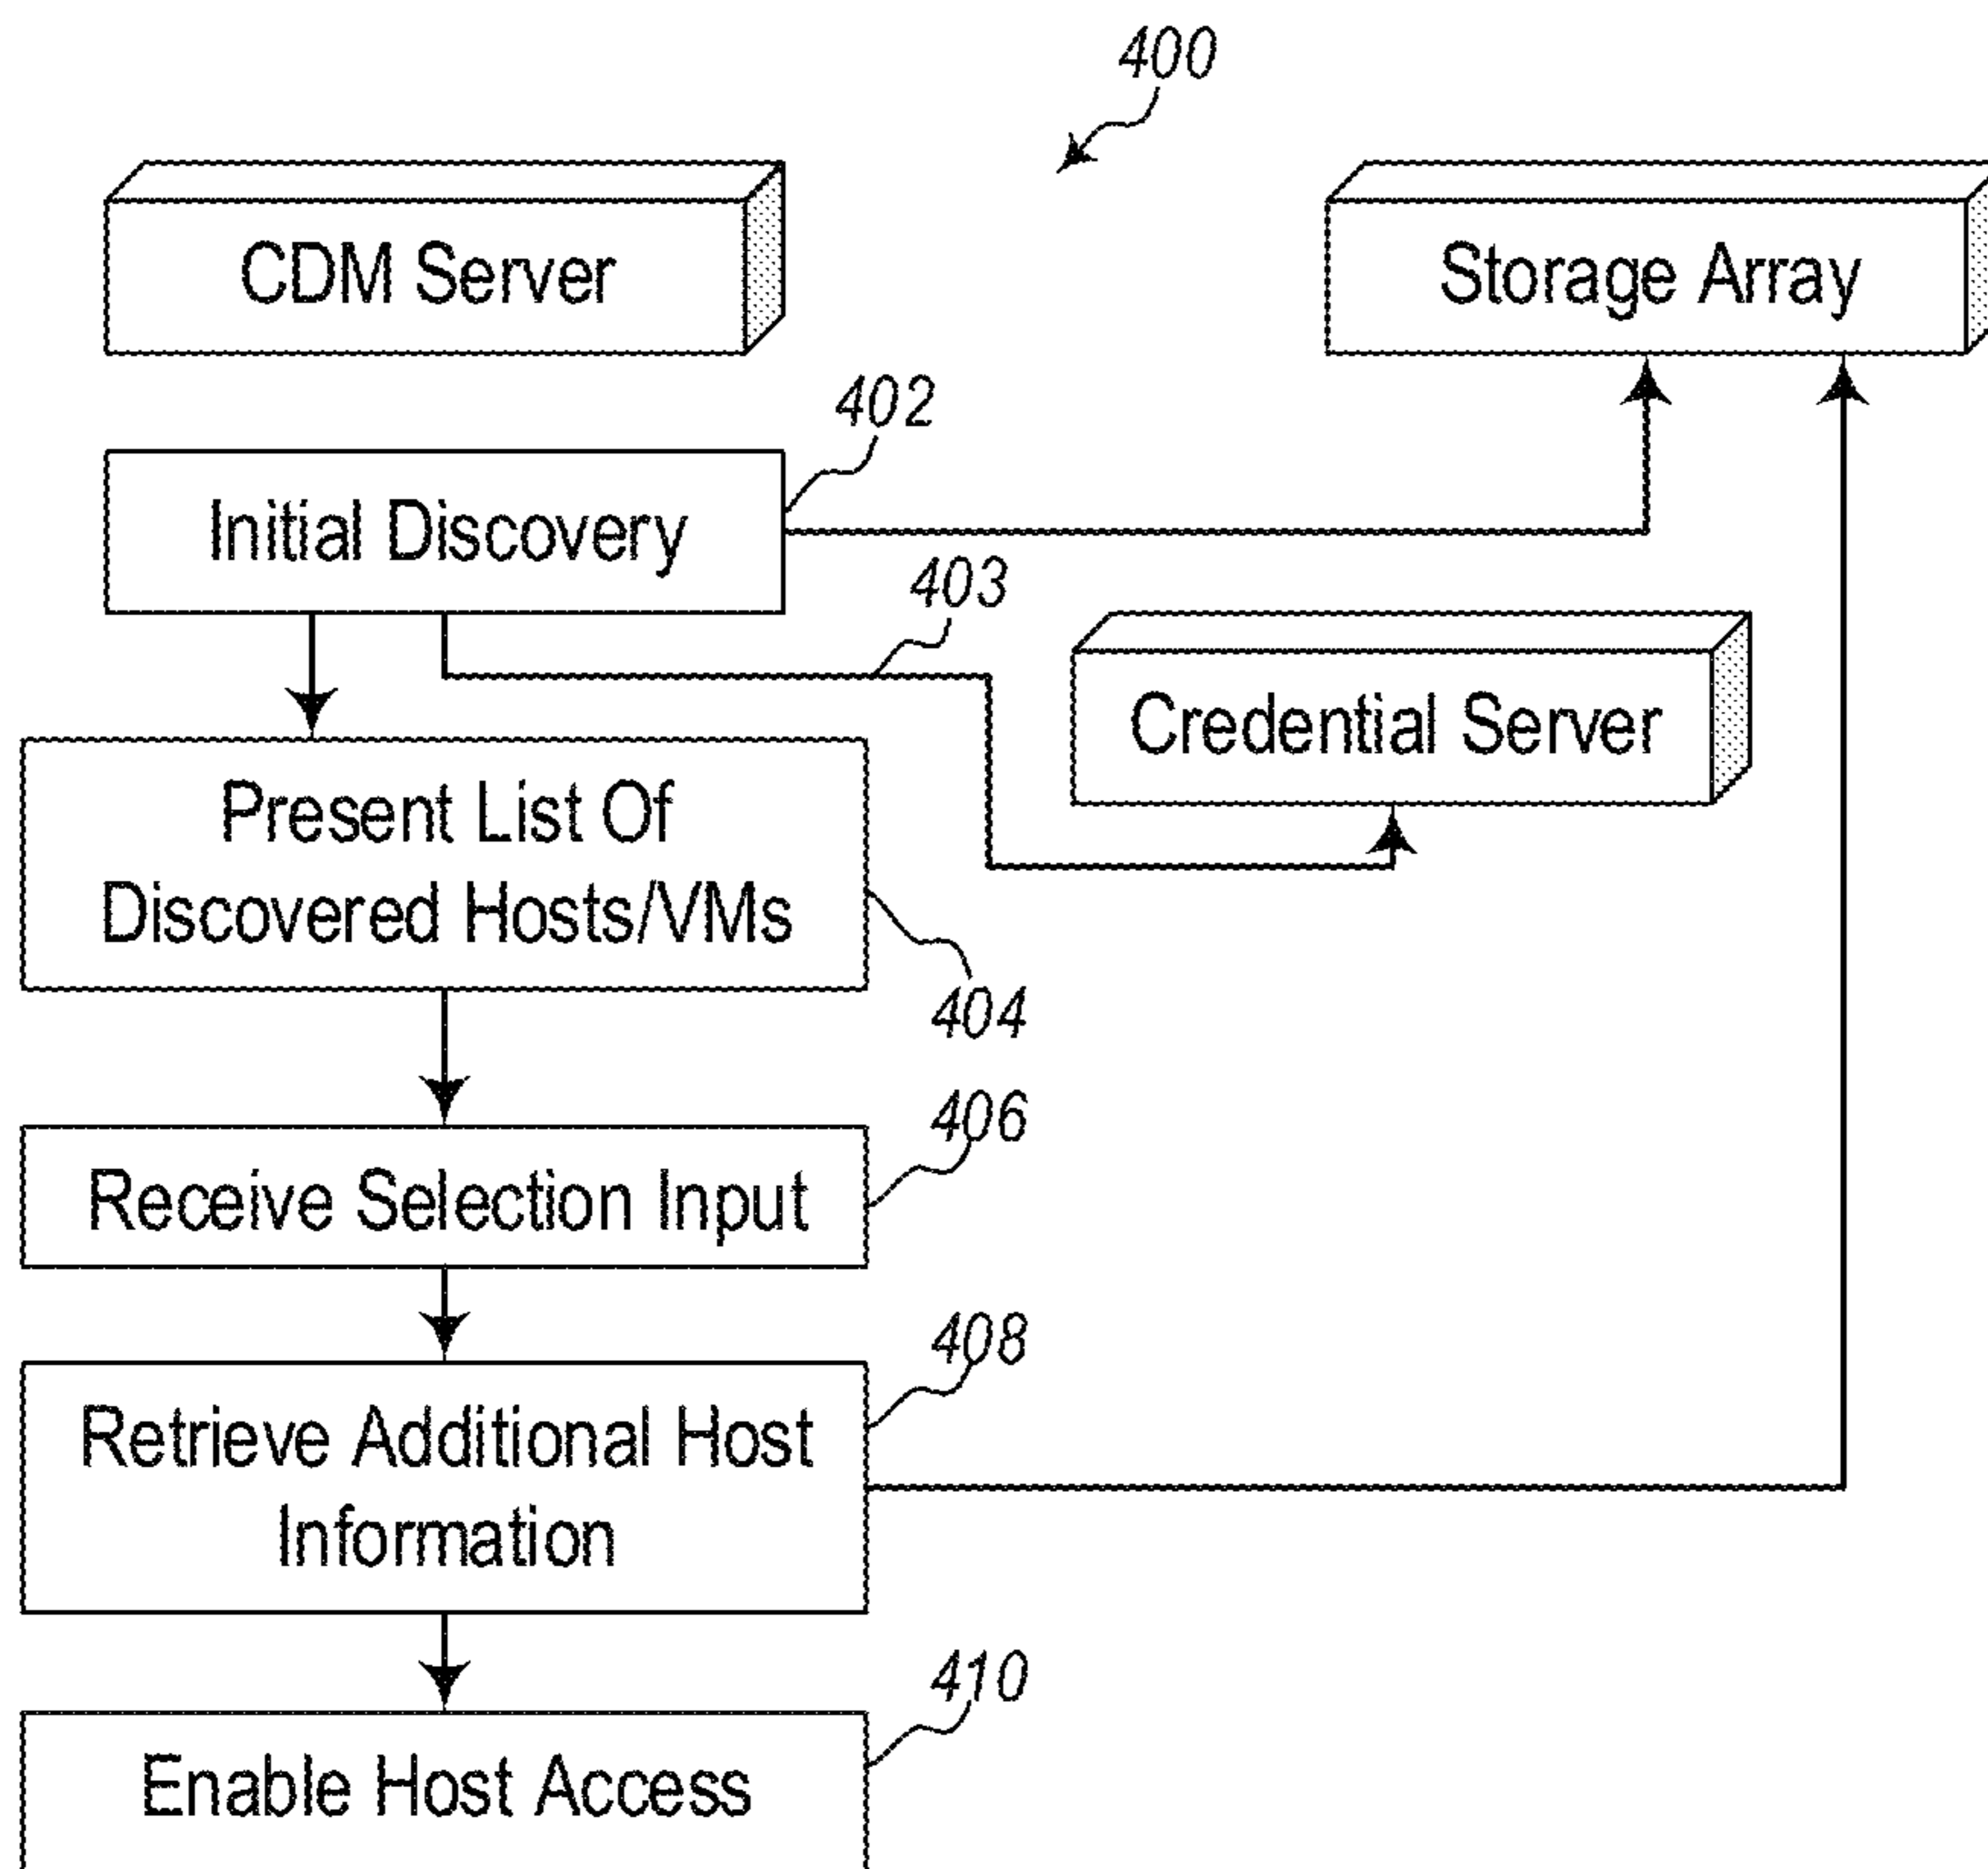 400
CDM Server
Storage Array
402
Initial Discovery
403
Credential Server
Present List Of
Discovered Hosts/VMs
404
406
Receive Selection Input
408
Retrieve Additional Host
Information
410
Enable Host Access